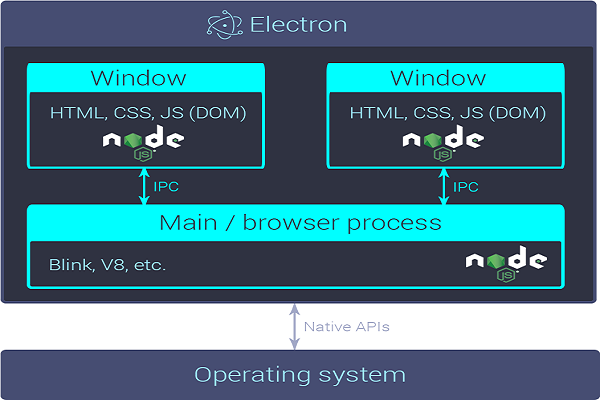 Electron
Window
Window
HTML, CSS, JS (DOM)
HTML, CSS, JS (DOM)
node
JS
node
JS
IPC
IPC
Main / browser process
Blink, V8, etc.
node
JS
Native APIs
Operating system